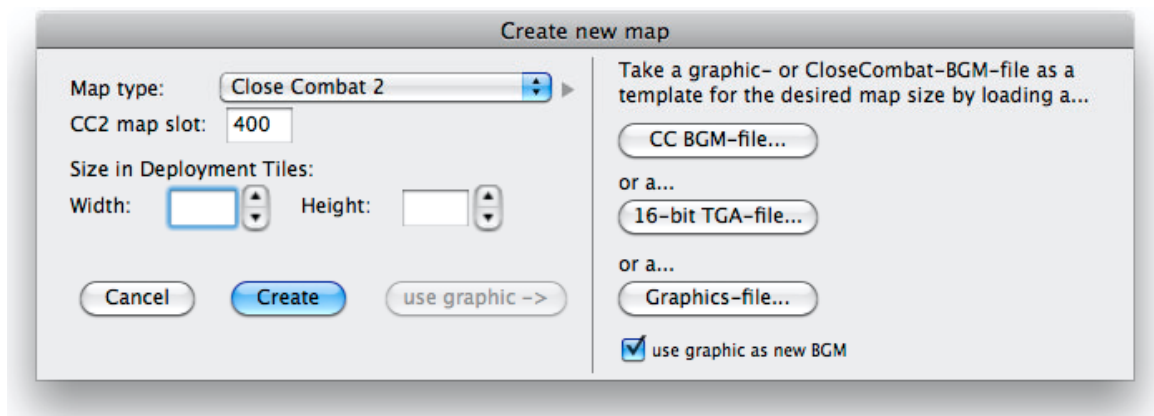 Create new map
Map type: Close Combat 2
CC2 map slot: 400
Size in Deployment Tiles:
Width: Height:
Cancel Create use graphic ->
Take a graphic- or CloseCombat-BGM-file as a
template for the desired map size by loading a...
CC BGM-file...
or a...
16-bit TGA-file...
or a...
Graphics-file...
use graphic as new BGM